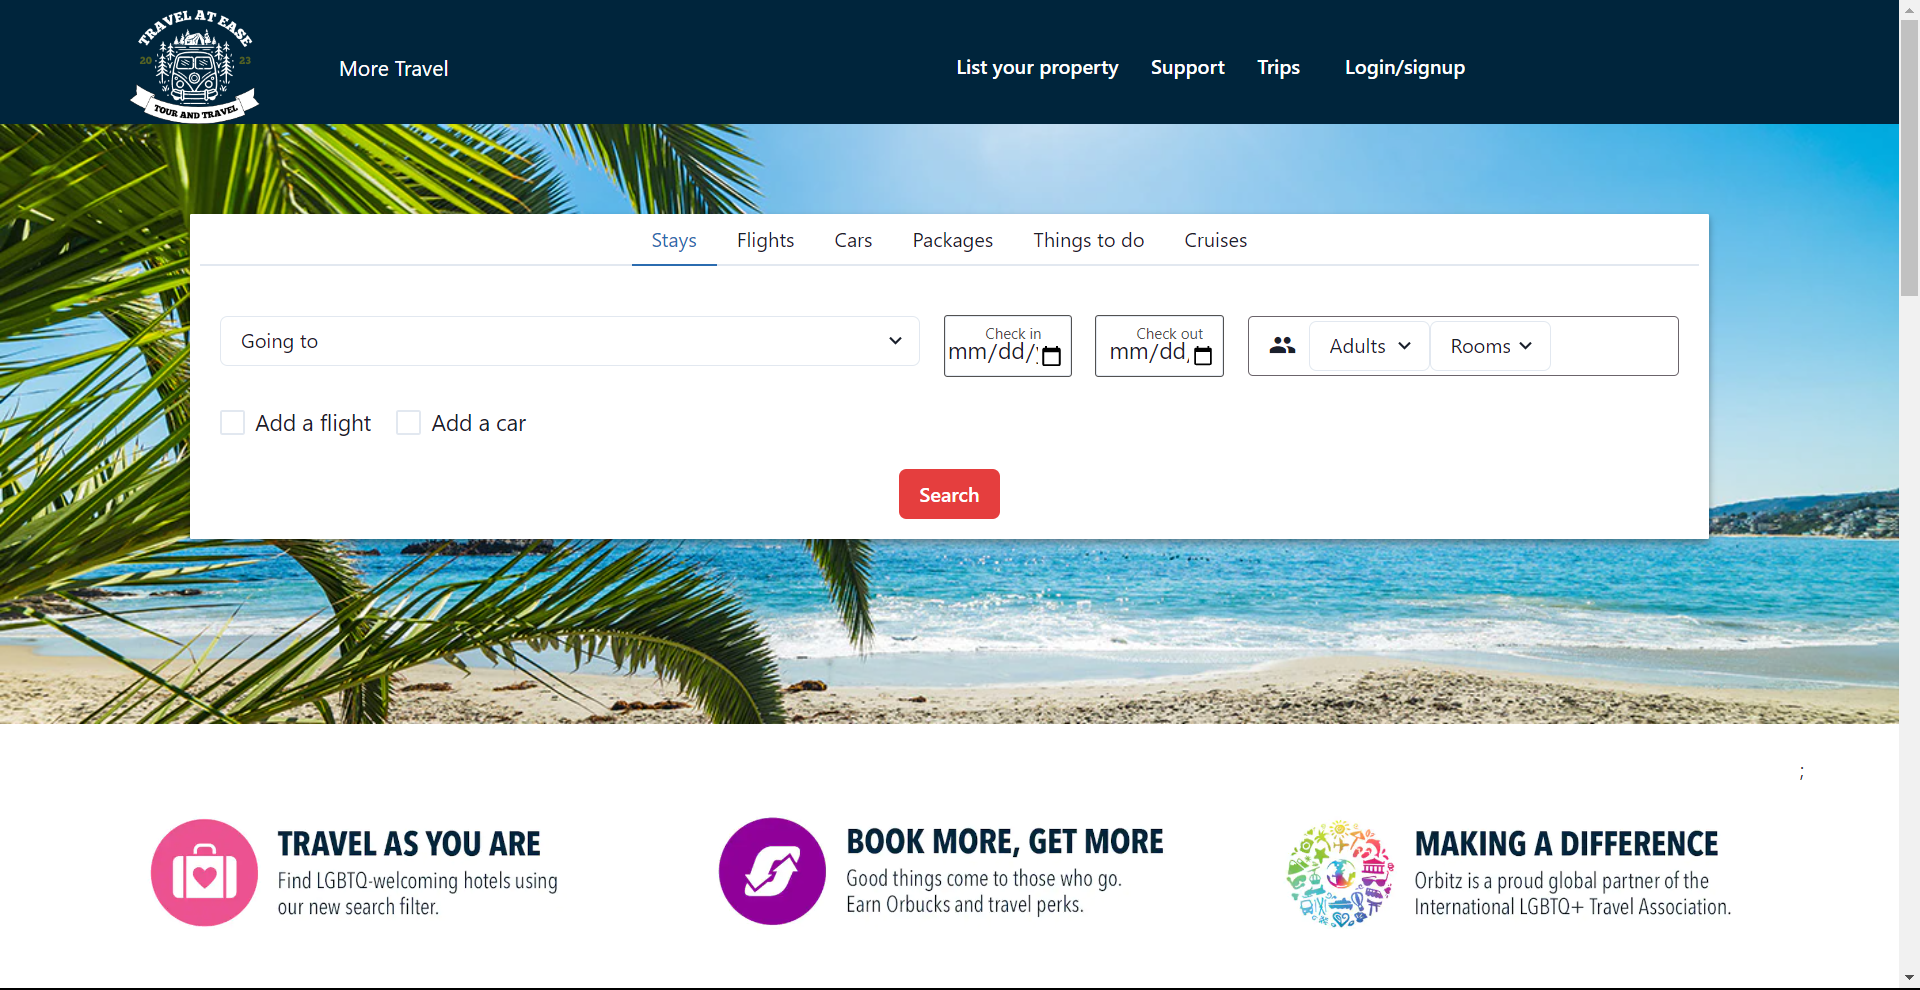 TRAVEL AT EASE
20 23
TOUR AND TRAVEL
More Travel
List your property
Support
Trips
Login/signup
Stays
Flights
Cars
Packages
Things to do
Cruises
Going to
Check in
mm/dd/
Check out
mm/dd,
Adults
Rooms
Add a flight
Add a car
Search
;
TRAVEL AS YOU ARE
Find LGBTQ-welcoming hotels using
our new search filter.
BOOK MORE, GET MORE
Good things come to those who go.
Earn Orbucks and travel perks.
MAKING A DIFFERENCE
Orbitz is a proud global partner of the
International LGBTQ+ Travel Association.